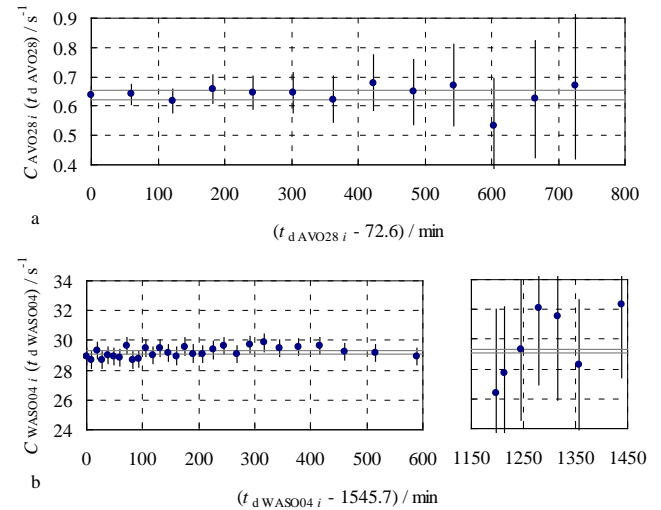 0.9
0.8
0.7
0.6
0.5
0.4
C AVO28 i (t d AVO28) / s-1
0 100 200 300 400 500 600 700 800
a
(t d AVO28 i - 72.6) / min
34
32
30
28
26
24
C WASO04 i (t d WASO04) / s-1
0 100 200 300 400 500 600
1150 1250 1350 1450
b
(t d WASO04 i - 1545.7) / min